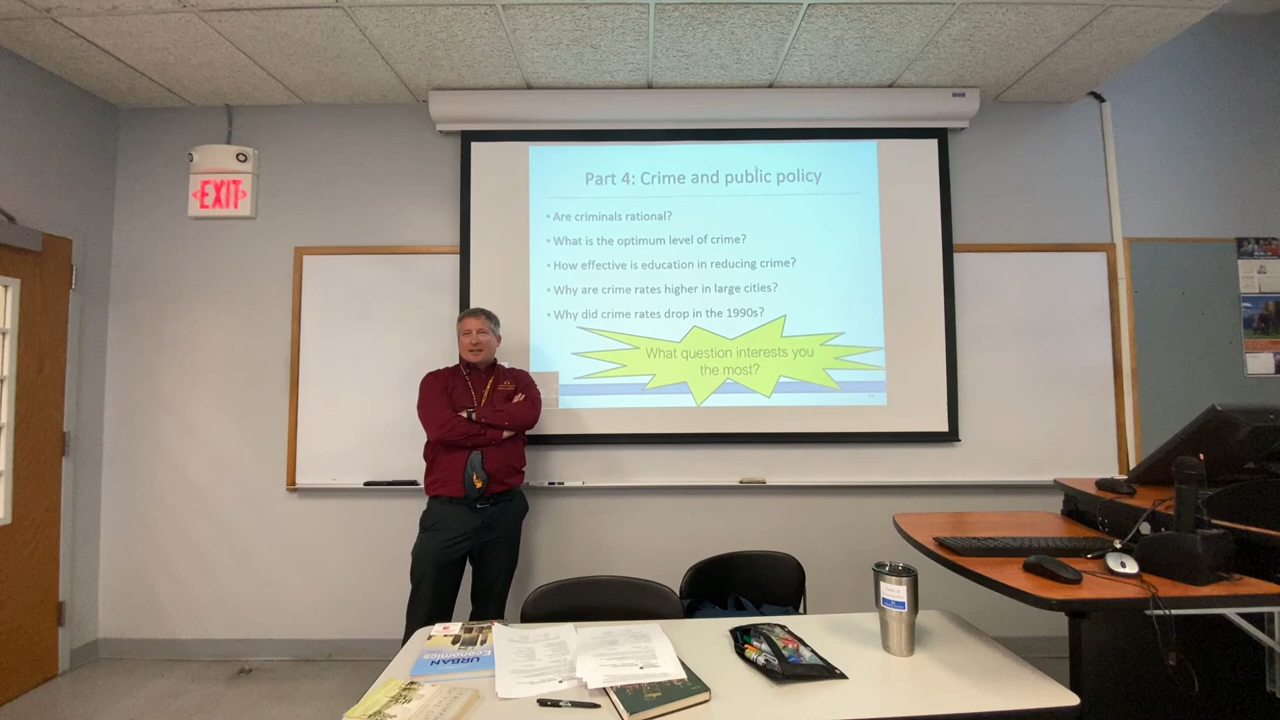 EXIT
Part 4: Crime and public policy
• Are criminals rational?
• What is the optimum level of crime?
• How effective is education in reducing crime?
• Why are crime rates higher in large cities?
• Why did crime rates drop in the 1990s?
What question interests you
the most?
URBAN
Economics